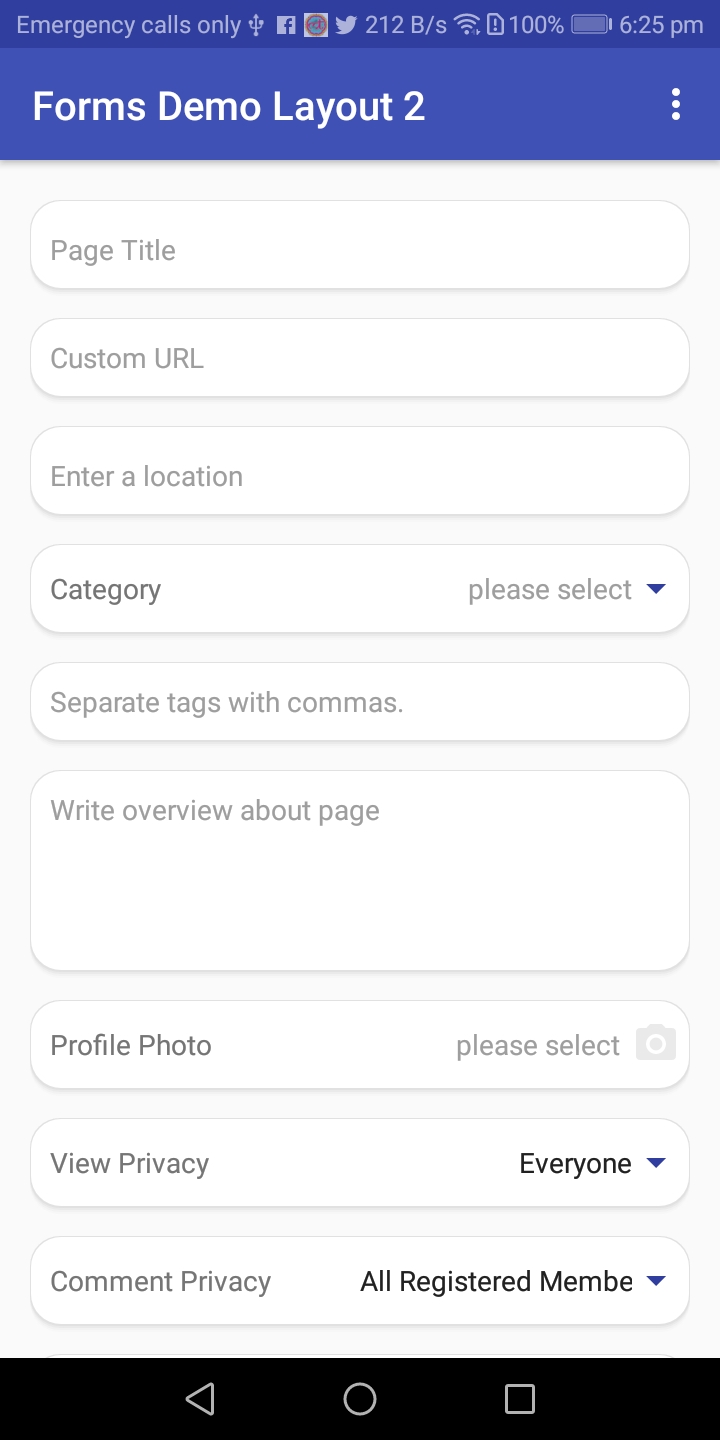 Emergency calls only 212 B/s 100% 6:25 pm
Forms Demo Layout 2
Page Title
Custom URL
Enter a location
Category please select
Separate tags with commas.
Write overview about page
Profile Photo please select
View Privacy Everyone
Comment Privacy All Registered Membe